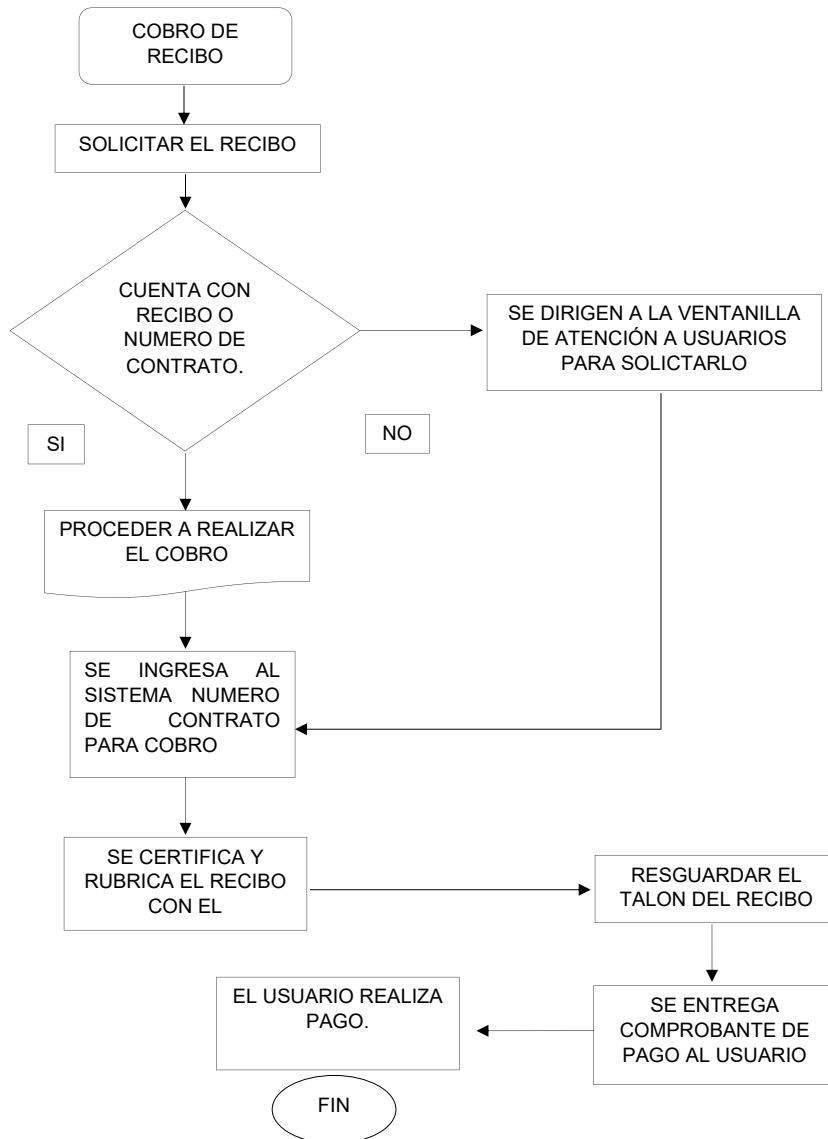 COBRO DE
RECIBO
SOLICITAR EL RECIBO
CUENTA CON
RECIBO O
NUMERO DE
CONTRATO.
SE DIRIGEN A LA VENTANILLA
DE ATENCIÓN A USUARIOS
PARA SOLICTARLO
SI
NO
PROCEDER A REALIZAR
EL COBRO
SE INGRESA AL
SISTEMA NUMERO
DE CONTRATO
PARA COBRO
SE CERTIFICA Y
RUBRICA EL RECIBO
CON EL
RESGUARDAR EL
TALON DEL RECIBO
SE ENTREGA
COMPROBANTE DE
PAGO AL USUARIO
EL USUARIO REALIZA
PAGO.
FIN